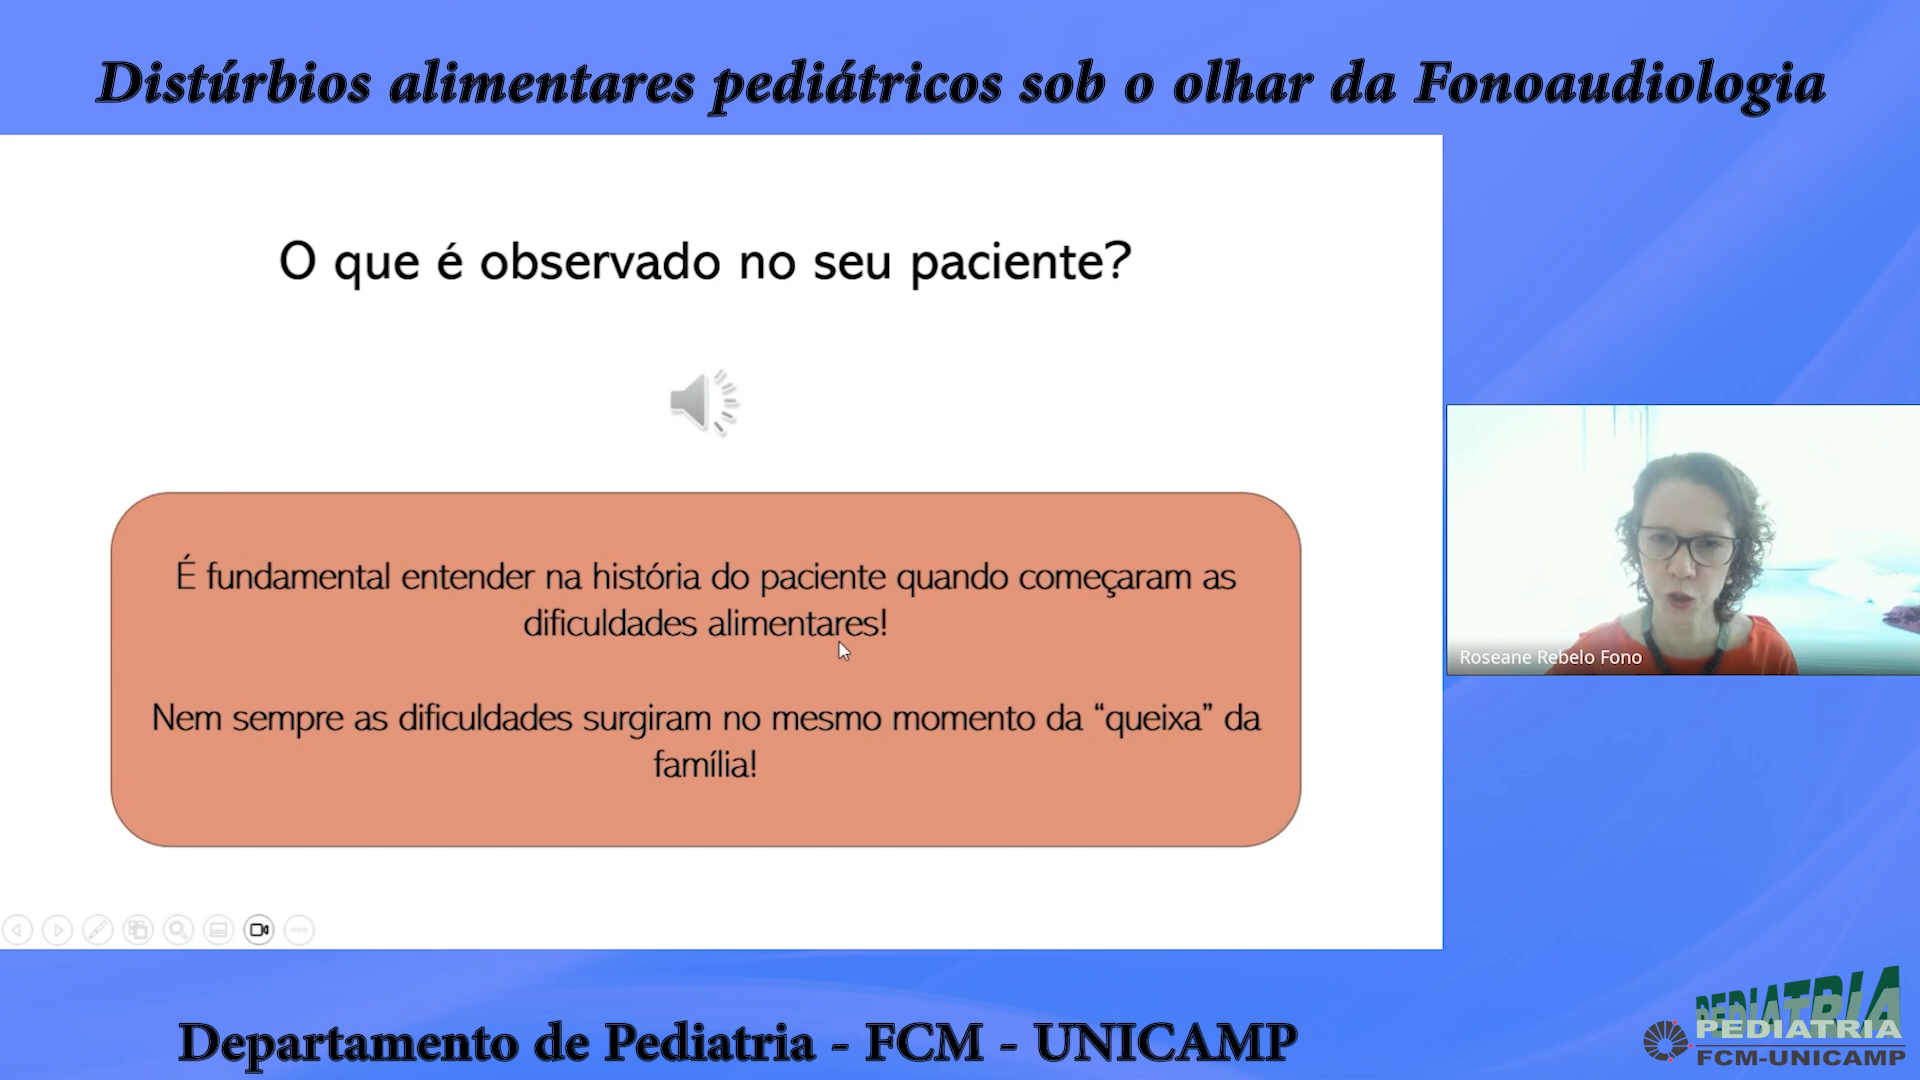 Distúrbios alimentares pediátricos sob o olhar da Fonoaudiologia
O que é observado no seu paciente?
É fundamental entender na história do paciente quando começaram as
dificuldades alimentares!
Nem sempre as dificuldades surgiram no mesmo momento da “queixa” da
família!
Roseane Rebelo Fono
Departamento de Pediatria - FCM - UNICAMP
PEDIATRIA
PEDIATRIA
FCM-UNICAMP